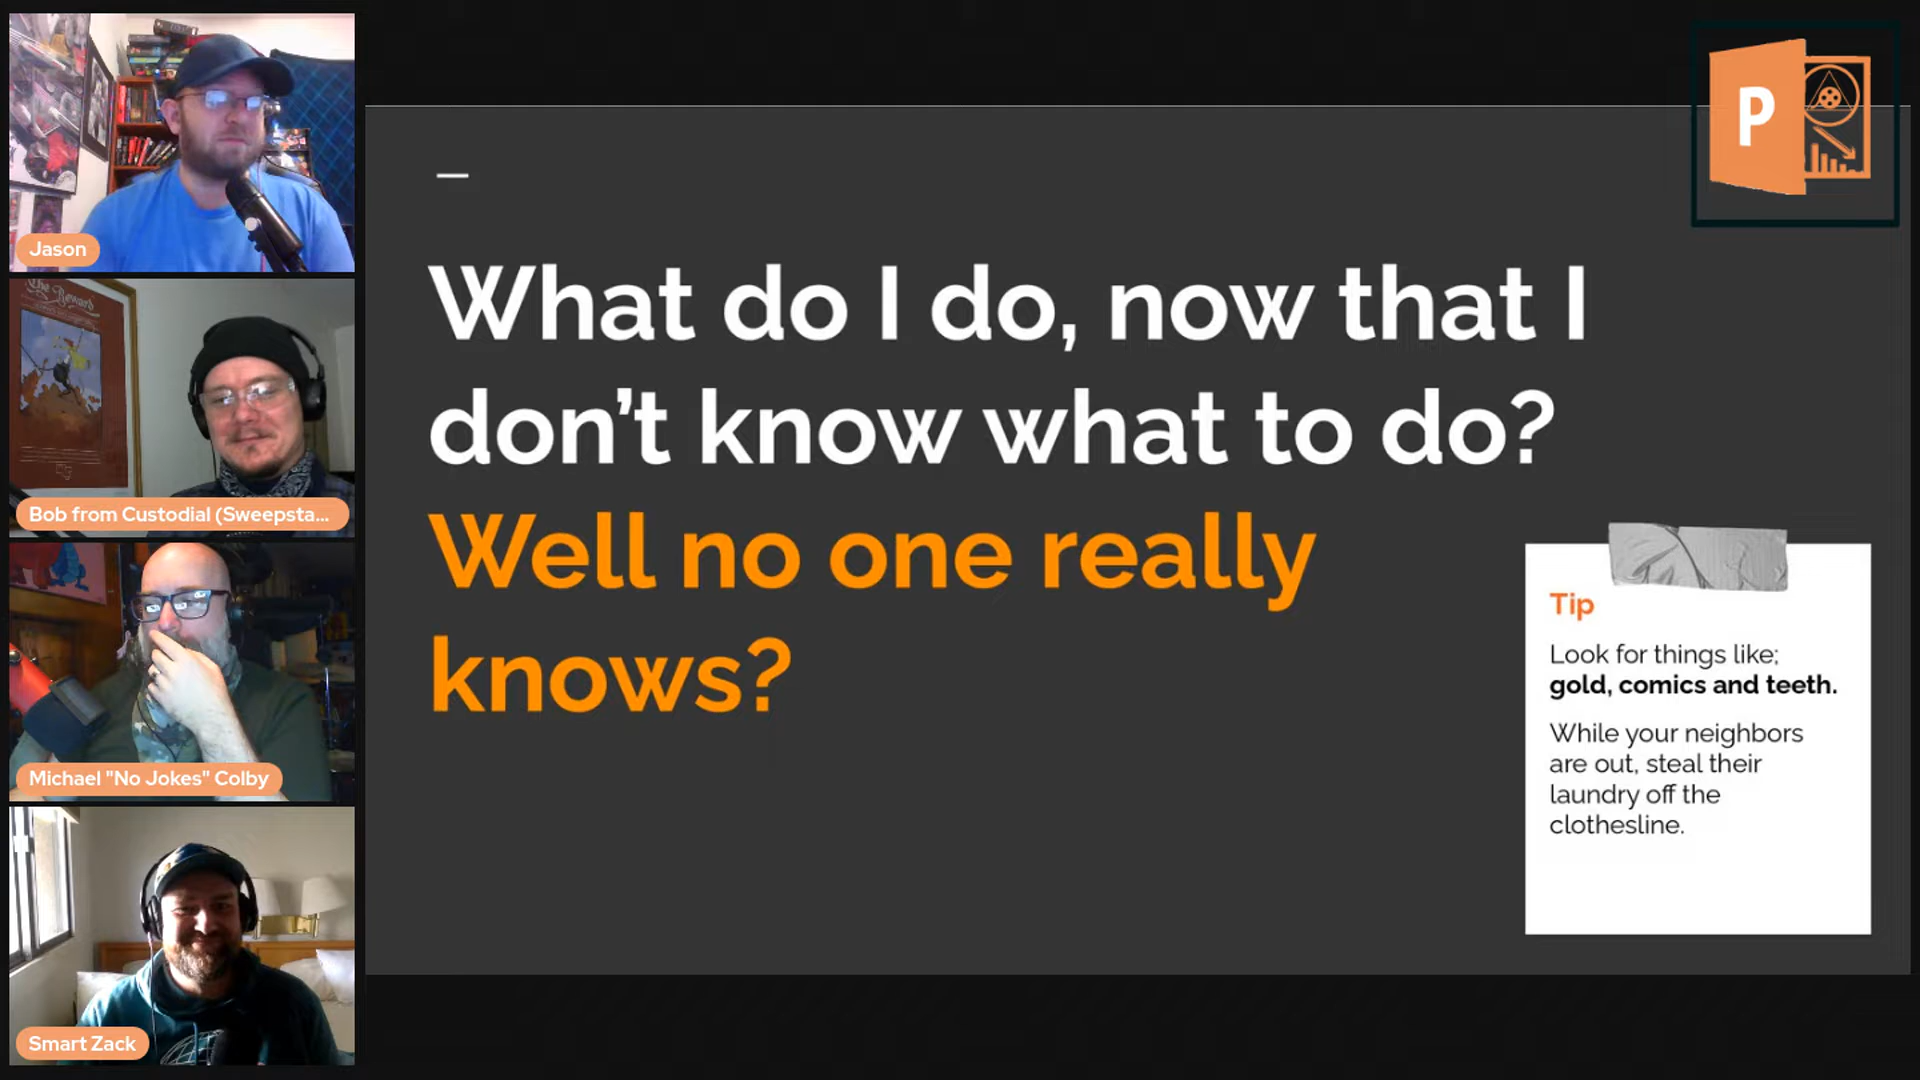 Jason
The Reward
Bob from Custodial (Sweepsta...
Michael "No Jokes" Colby
Smart Zack
P
What do I do, now that I
don’t know what to do?
Well no one really
knows?
Tip
Look for things like;
gold, comics and teeth.
While your neighbors
are out, steal their
laundry off the
clothesline.